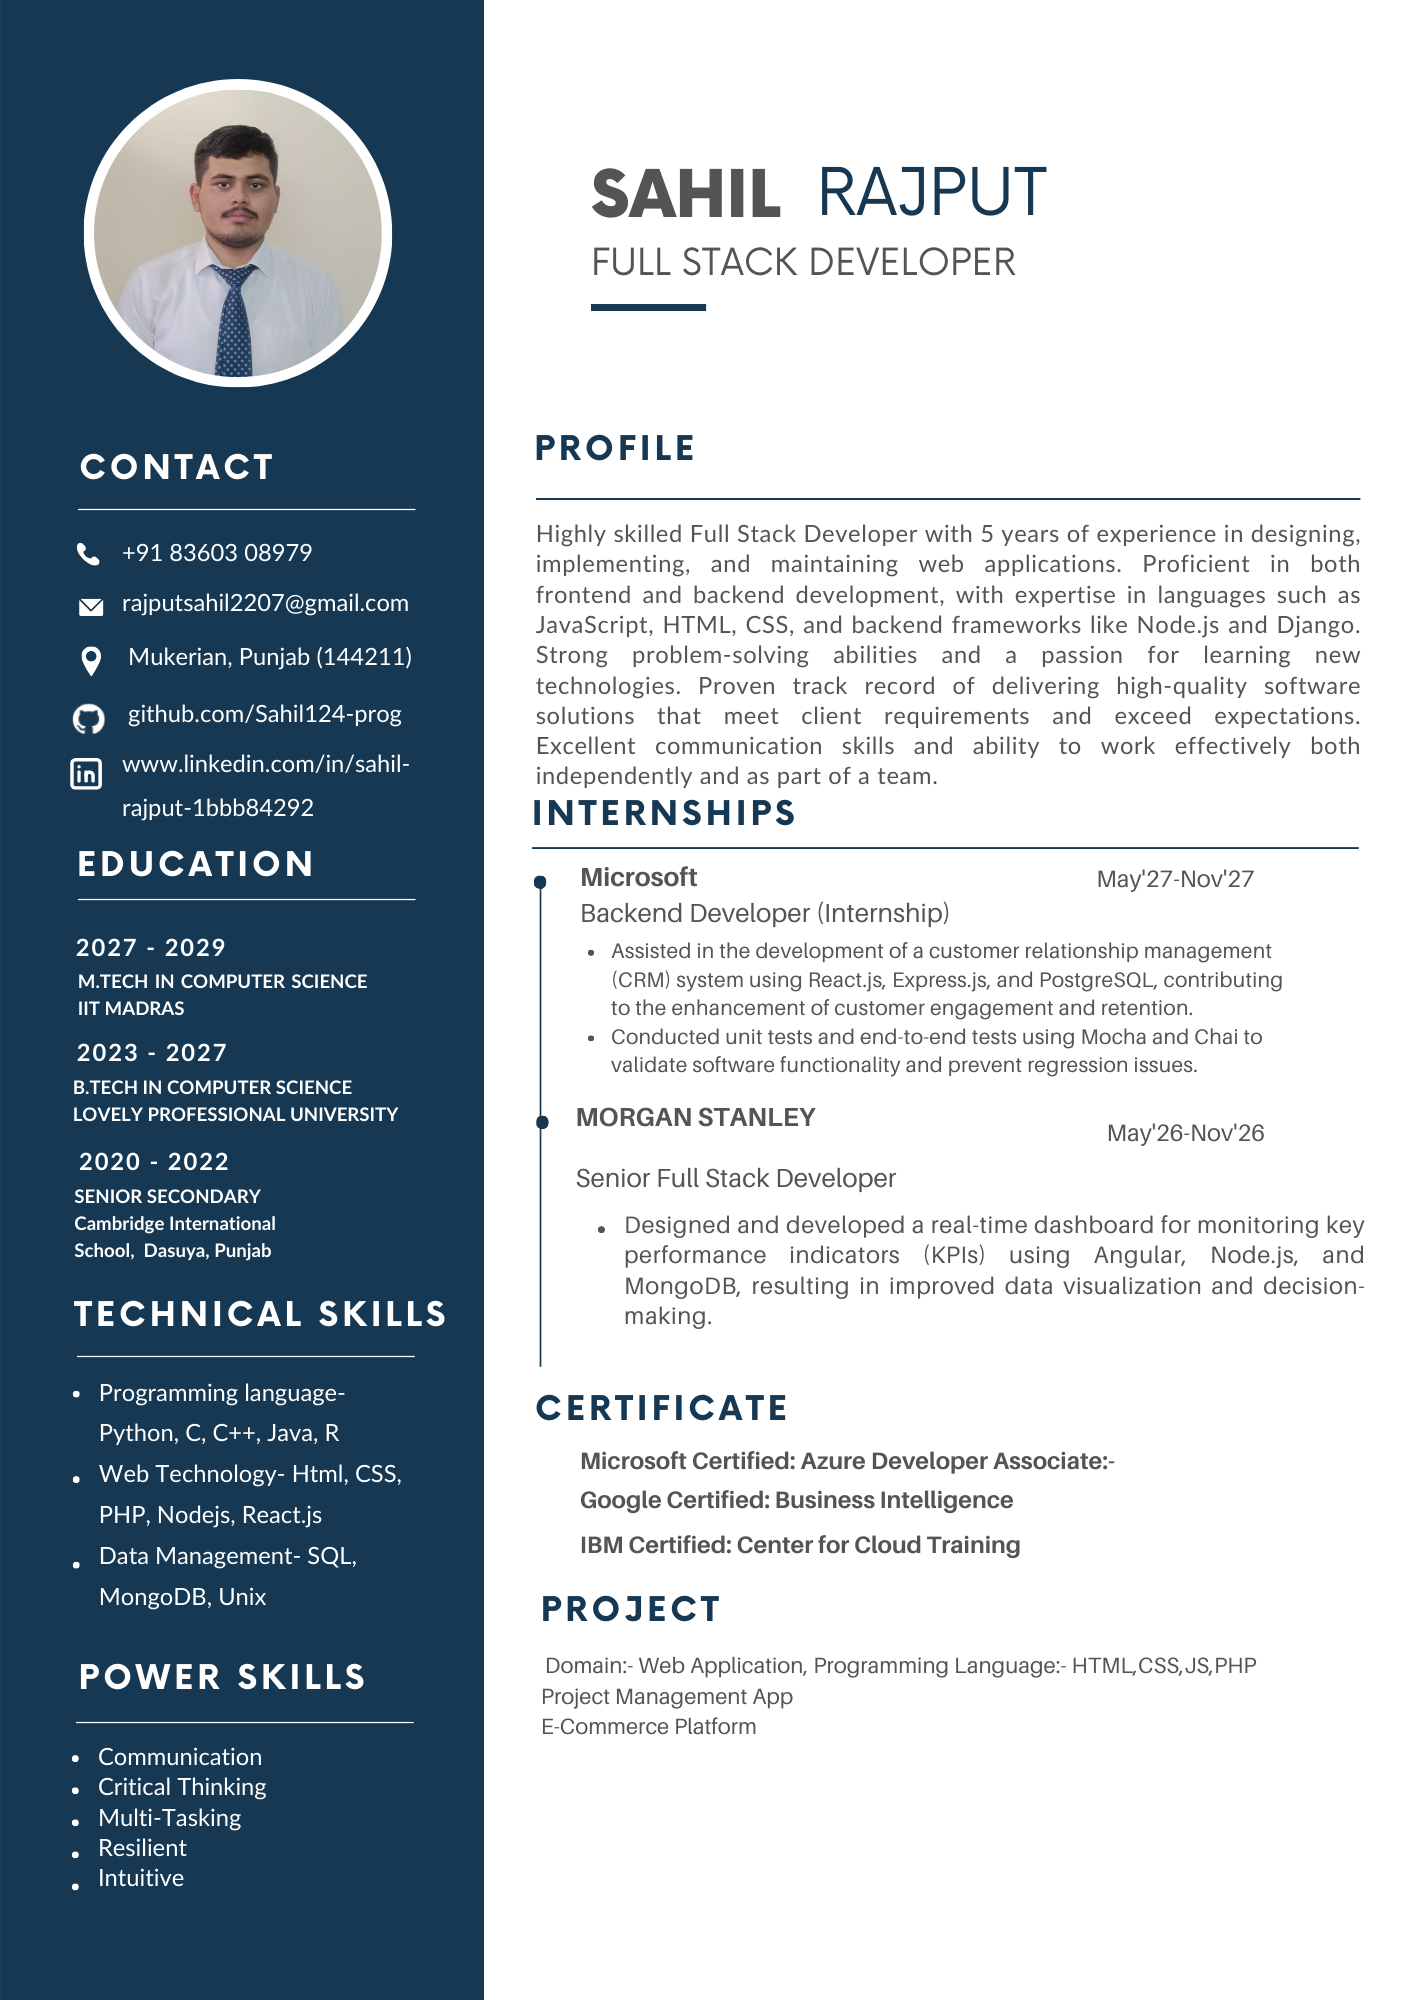 SAHIL RAJPUT
FULL STACK DEVELOPER
CONTACT
+91 83603 08979
rajputsahil2207@gmail.com
Mukerian, Punjab (144211)
github.com/Sahil124-prog
in
www.linkedin.com/in/sahil-
rajput-1bbb84292
EDUCATION
2027 - 2029
M.TECH IN COMPUTER SCIENCE
IIT MADRAS
2023 - 2027
B.TECH IN COMPUTER SCIENCE
LOVELY PROFESSIONAL UNIVERSITY
2020 - 2022
SENIOR SECONDARY
Cambridge International
School, Dasuya, Punjab
TECHNICAL SKILLS
• Programming language-
Python, C, C++, Java, R
• Web Technology- Html, CSS,
PHP, Nodejs, React.js
• Data Management- SQL,
MongoDB, Unix
POWER SKILLS
• Communication
• Critical Thinking
• Multi-Tasking
• Resilient
• Intuitive
PROFILE
Highly skilled Full Stack Developer with 5 years of experience in designing,
implementing, and maintaining web applications. Proficient in both
frontend and backend development, with expertise in languages such as
JavaScript, HTML, CSS, and backend frameworks like Node.js and Django.
Strong problem-solving abilities and a passion for learning new
technologies. Proven track record of delivering high-quality software
solutions that meet client requirements and exceed expectations.
Excellent communication skills and ability to work effectively both
independently and as part of a team.
INTERNSHIPS
Microsoft May'27-Nov'27
Backend Developer (Internship)
• Assisted in the development of a customer relationship management
(CRM) system using React.js, Express.js, and PostgreSQL, contributing
to the enhancement of customer engagement and retention.
• Conducted unit tests and end-to-end tests using Mocha and Chai to
validate software functionality and prevent regression issues.
MORGAN STANLEY May'26-Nov'26
Senior Full Stack Developer
• Designed and developed a real-time dashboard for monitoring key
performance indicators (KPIs) using Angular, Node.js, and
MongoDB, resulting in improved data visualization and decision-
making.
CERTIFICATE
Microsoft Certified: Azure Developer Associate:-
Google Certified: Business Intelligence
IBM Certified: Center for Cloud Training
PROJECT
Domain:- Web Application, Programming Language:- HTML,CSS,JS,PHP
Project Management App
E-Commerce Platform